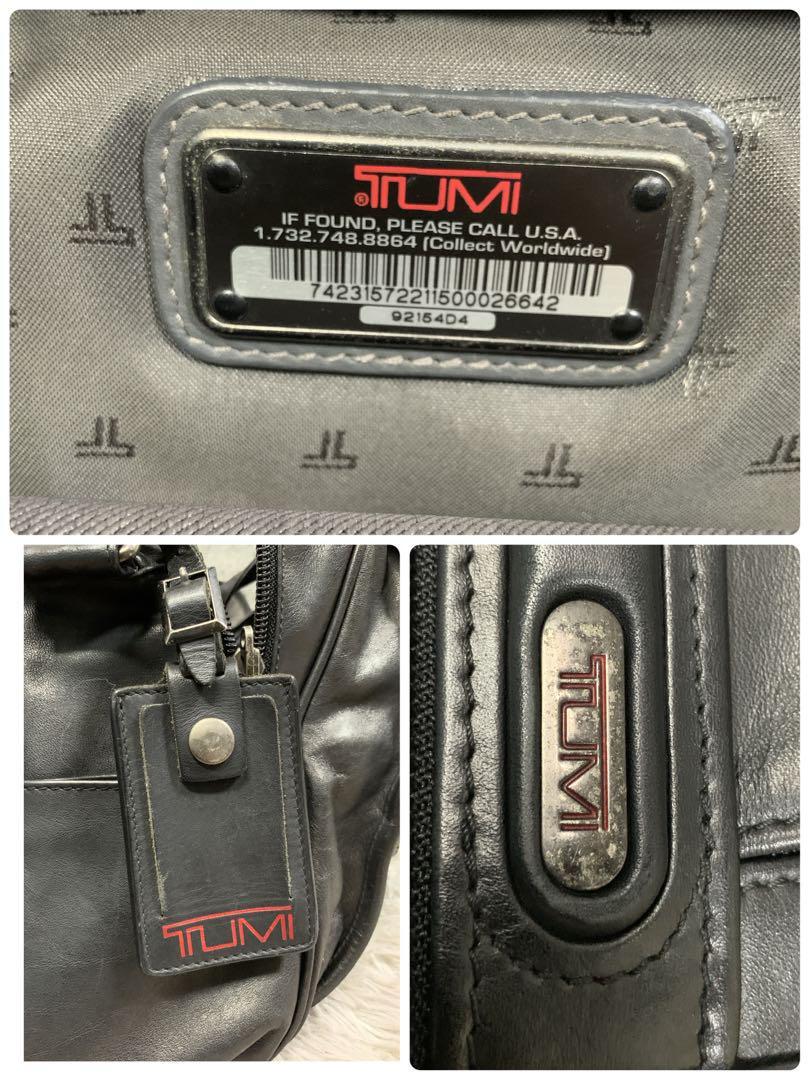 ®TUMI
IF FOUND, PLEASE CALL U.S.A.
1.732.748.8864 (Collect Worldwide)
74231572211500026642
92154D4
TUMI
TUMI